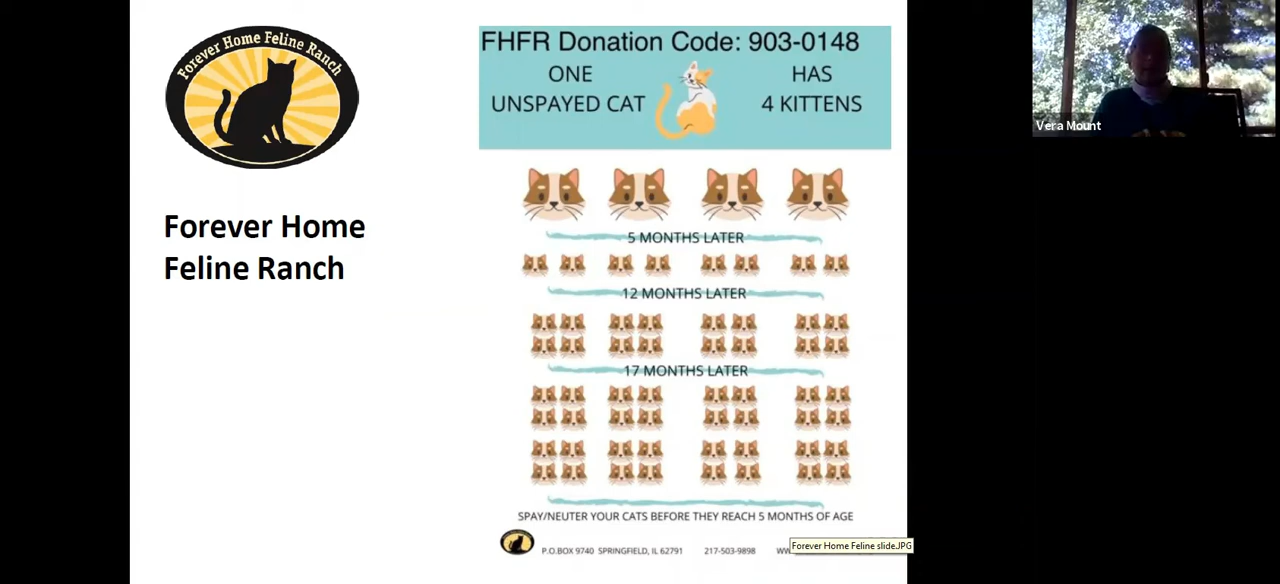 Forever Home Feline Ranch
Forever Home
Feline Ranch
FHFR Donation Code: 903-0148
ONE HAS
UNSPAYED CAT 4 KITTENS
5 MONTHS LATER
12 MONTHS LATER
17 MONTHS LATER
SPAY/NEUTER YOUR CATS BEFORE THEY REACH 5 MONTHS OF AGE
P.O.BOX 9740 SPRINGFIELD, IL 62791 217-503-9898
Forever Home Feline slide.JPG
Vera Mount